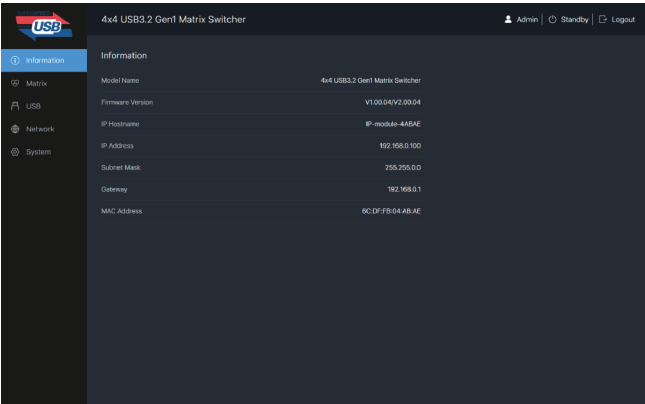 USB
4x4 USB3.2 Gen1 Matrix Switcher
Admin
Standby
Logout
Information
Matrix
USB
Network
System
Information
Model Name 4x4 USB3.2 Gen1 Matrix Switcher
Firmware Version V1.00.04/V2.00.04
IP Hostname IP-module-4ABAE
IP Address 192.168.0.100
Subnet Mask 255.255.0.0
Gateway 192.168.0.1
MAC Address 6C:DF:FB:04:AB:AE